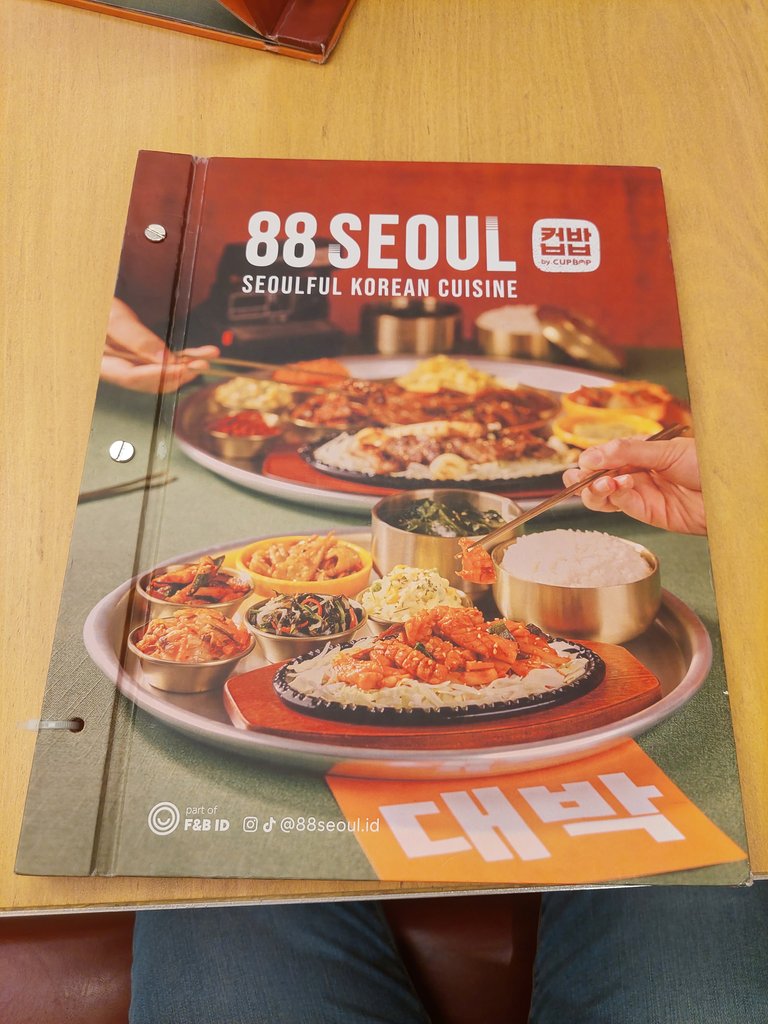 88 SEOUL
SEOULFUL KOREAN CUISINE
컵밥
by CUPBOP
part of
F&B ID
@88seoul.id
대박